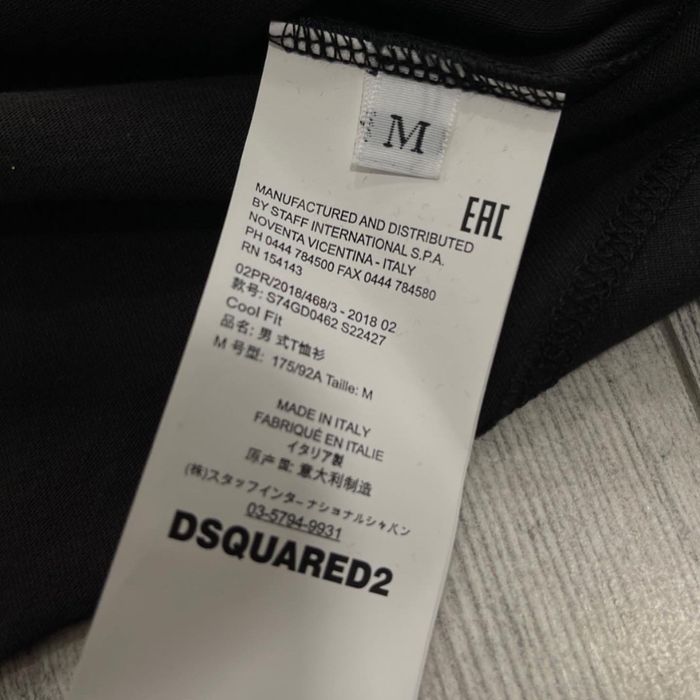 M
EAC
MANUFACTURED AND DISTRIBUTED
BY STAFF INTERNATIONAL S.P.A.
NOVENTA VICENTINA - ITALY
PH 0444 784500 FAX 0444 784580
RN 154143
02PR/2018/468/3 - 2018 02
款号: S74GD0462 S22427
Cool Fit
品名: 男 式T恤衫
M 号型: 175/92A Taille: M
MADE IN ITALY
FABRIQUÉ EN ITALIE
イタリア製
原产国: 意大利制造
(株)スタッフインターナショナルジャパン
03-5794-9931
DSQUARED2